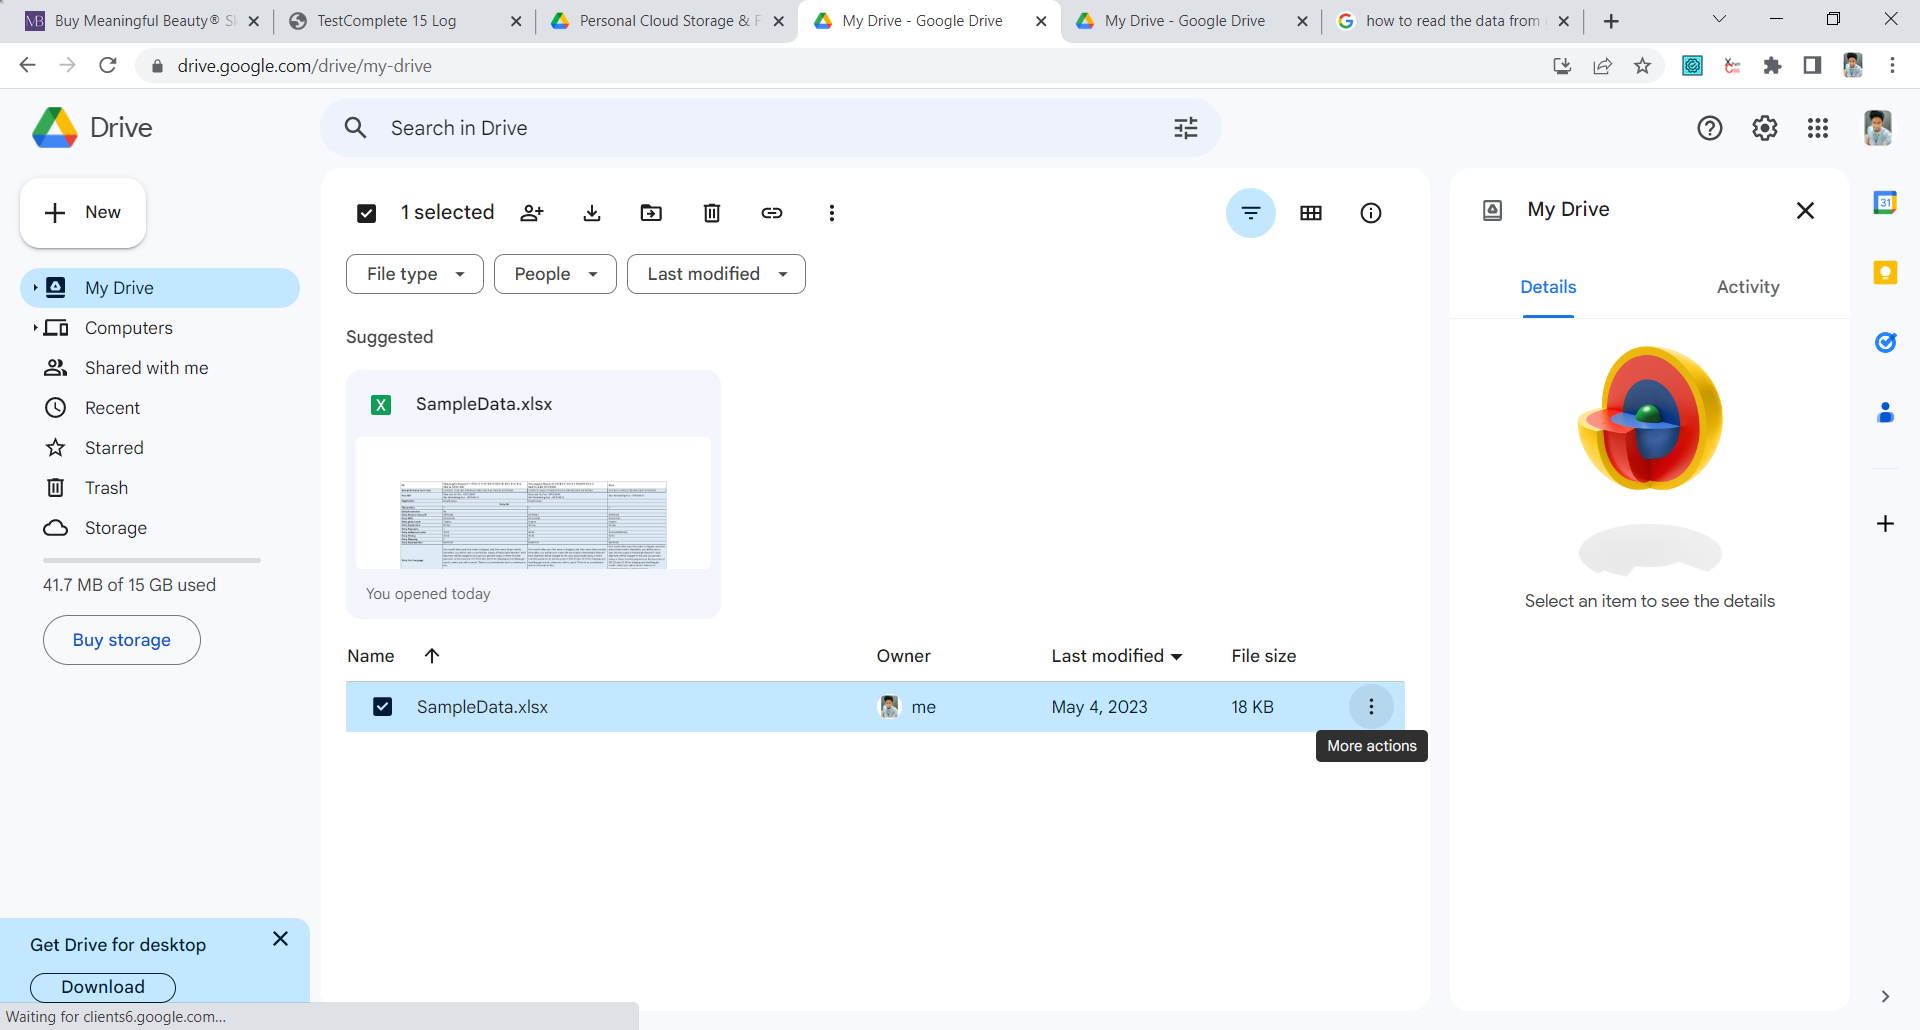 Buy Meaningful Beauty® S
TestComplete 15 Log
Personal Cloud Storage & F
My Drive - Google Drive
My Drive - Google Drive
how to read the data from
drive.google.com/drive/my-drive
Drive
Search in Drive
New
1 selected
My Drive
File type
People
Last modified
Details
Activity
My Drive
Computers
Shared with me
Recent
Starred
Trash
Storage
41.7 MB of 15 GB used
Buy storage
Suggested
X
SampleData.xlsx
You opened today
Select an item to see the details
Name
Owner
Last modified
File size
SampleData.xlsx
me
May 4, 2023
18 KB
More actions
31
Get Drive for desktop
Download
Waiting for clients6.google.com...